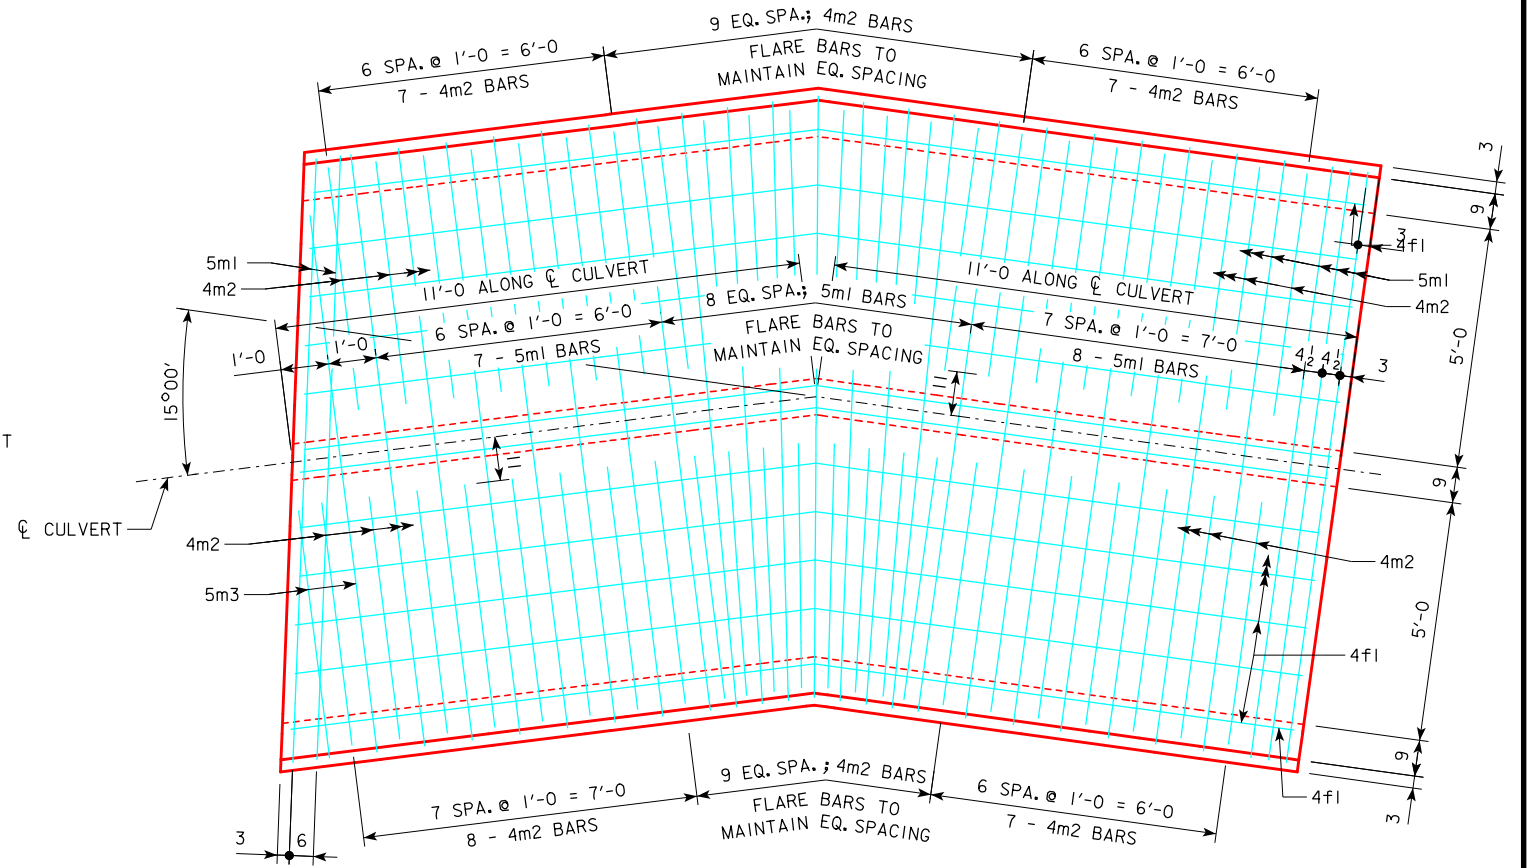 9 EQ. SPA.; 4m2 BARS
6 SPA. @ 1'-0 = 6'-0
7 - 4m2 BARS
FLARE BARS TO
MAINTAIN EQ. SPACING
6 SPA. @ 1'-0 = 6'-0
7 - 4m2 BARS
3
9
3
4f1
5m1
4m2
5m1
4m2
11'-0 ALONG ℄ CULVERT
11'-0 ALONG ℄ CULVERT
8 EQ. SPA.; 5m1 BARS
6 SPA. @ 1'-0 = 6'-0
7 - 5m1 BARS
FLARE BARS TO
MAINTAIN EQ. SPACING
7 SPA. @ 1'-0 = 7'-0
8 - 5m1 BARS
1'-0
1'-0
4½
4½
3
5'-0
15°00'
11
11
T
℄ CULVERT
9
4m2
5m3
4m2
5'-0
4f1
9
3
4f1
9 EQ. SPA.; 4m2 BARS
7 SPA. @ 1'-0 = 7'-0
8 - 4m2 BARS
FLARE BARS TO
MAINTAIN EQ. SPACING
6 SPA. @ 1'-0 = 6'-0
7 - 4m2 BARS
3
6